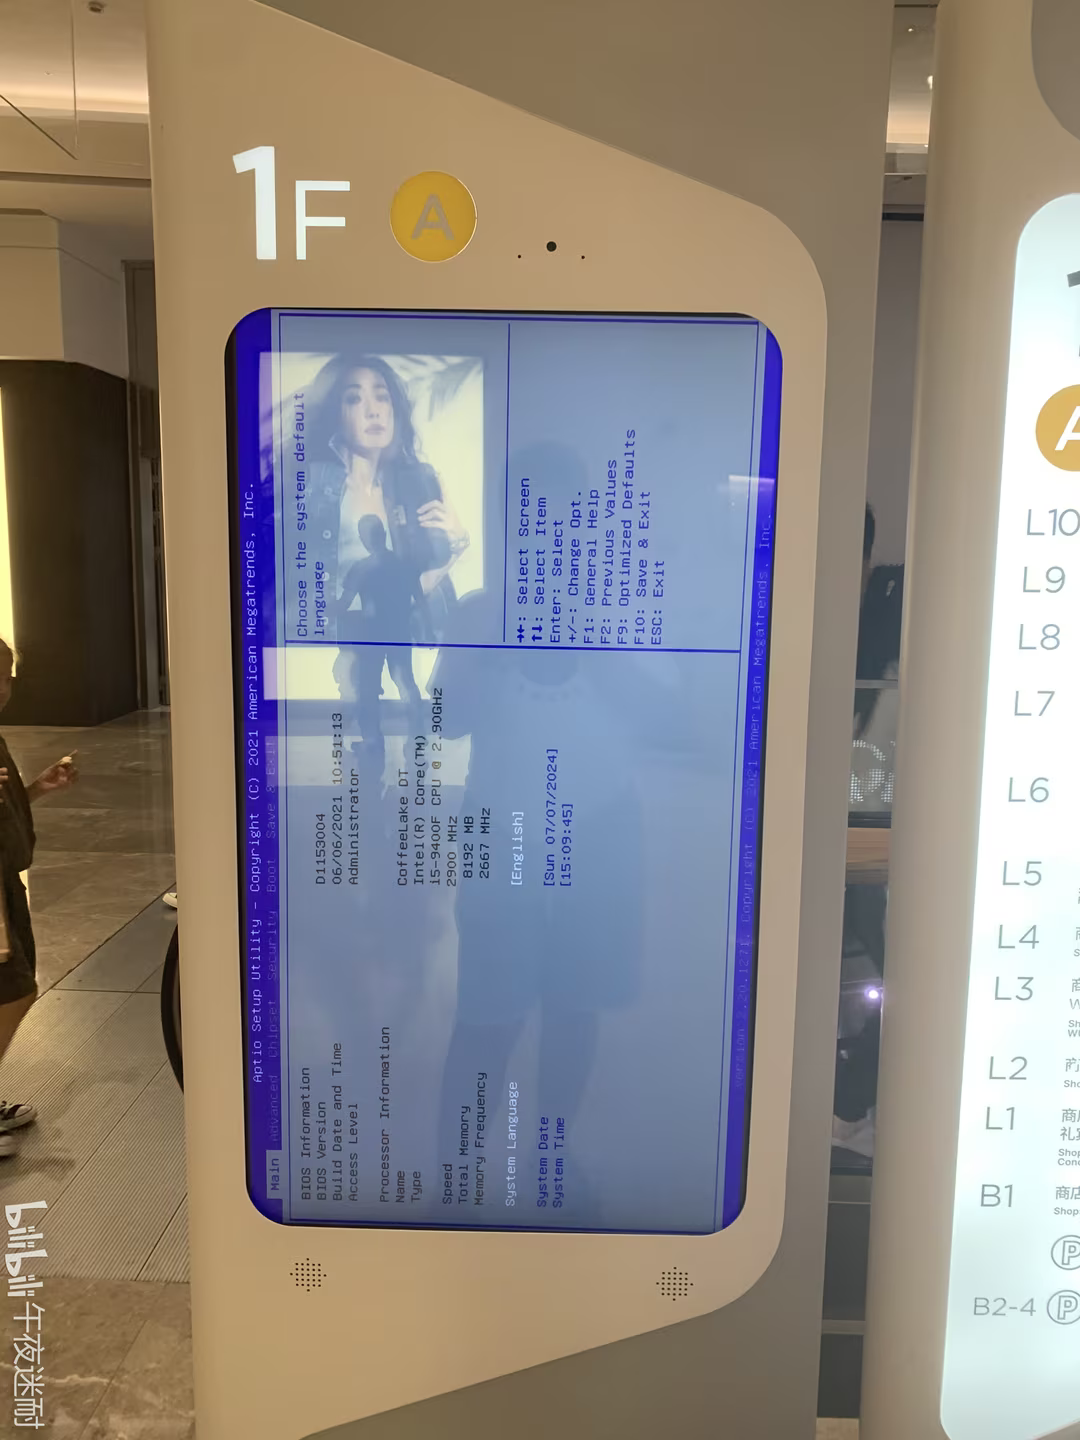 1F A
Aptio Setup Utility - Copyright (C) 2021 American Megatrends, Inc.
Main Advanced Chipset Security Boot Save & Exit
BIOS Information
BIOS Version D1153004
Build Date and Time 06/06/2021 10:51:13
Access Level Administrator
Processor Information
Name CoffeeLake DT
Type Intel(R) Core(TM)
i5-9400F CPU @ 2.90GHz
Speed 2900 MHz
Total Memory 8192 MB
Memory Frequency 2667 MHz
System Language [English]
System Date [Sun 07/07/2024]
System Time [15:09:45]
Choose the system default
language
→←: Select Screen
↑↓: Select Item
Enter: Select
+/-: Change Opt.
F1: General Help
F2: Previous Values
F9: Optimized Defaults
F10: Save & Exit
ESC: Exit
Copyright (C) 2021 American Megatrends, Inc.
A
L10
L9
L8
L7
L6
L5
L4
L3
L2
L1
B1
P
B2-4 P
bilibili 午夜迷耐